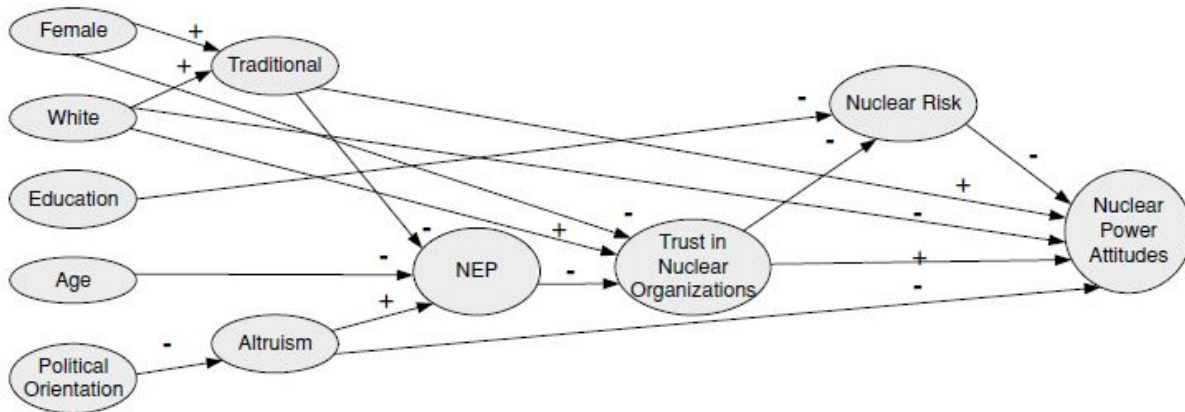 Female
+
Traditional
+
White
-
Nuclear Risk
-
-
Education
+
-
Nuclear
Power
Attitudes
-
-
+
Trust in
Nuclear
Organizations
+
Age
-
NEP
-
-
+
Political
Orientation
-
Altruism